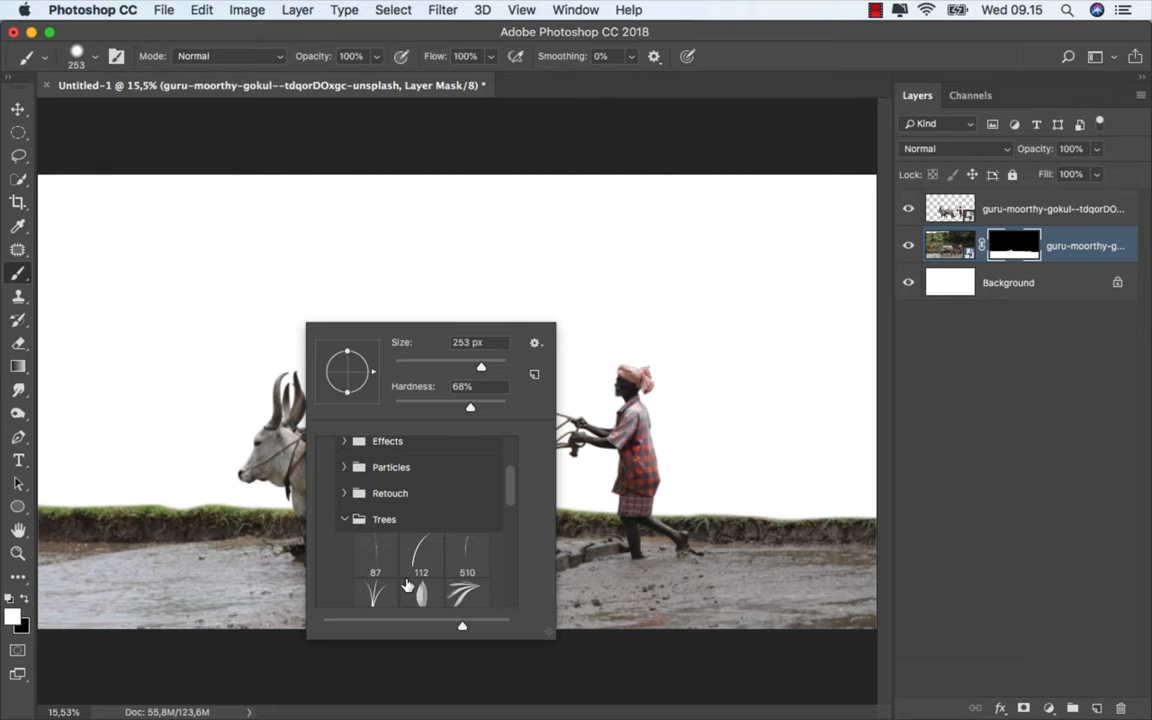 Photoshop CC File Edit Image Layer Type Select Filter 3D View Window Help Wed 09.15
Adobe Photoshop CC 2018
253 Mode: Normal Opacity: 100% Flow: 100% Smoothing: 0%
Untitled-1 @ 15,5% (guru-moorthy-gokul--tdqorDOxgc-unsplash, Layer Mask/8) *
Layers Channels
Kind
Normal Opacity: 100%
Lock: Fill: 100%
guru-moorthy-gokul--tdqorDO...
guru-moorthy-g...
Background
Size: 253 px
Hardness: 68%
Effects
Particles
Retouch
Trees
87 112 510
15,53% Doc: 55,8M/123,6M